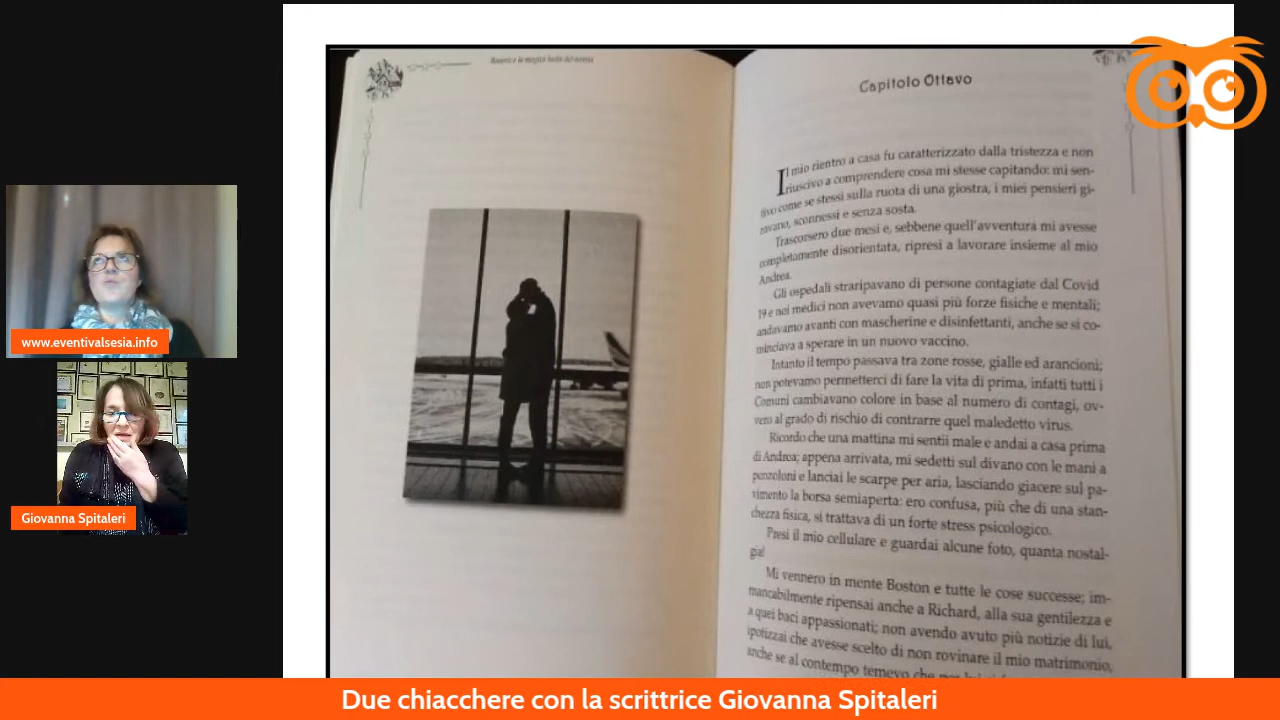 www.eventivalsesia.info
Giovanna Spitaleri
Capitolo Ottavo
Il mio rientro a casa fu caratterizzato dalla tristezza e non
riuscivo a comprendere cosa mi stesse capitando: mi sen-
tivo come se stessi sulla ruota di una giostra, i miei pensieri gi-
ravano, sconnessi e senza sosta.
Trascorsero due mesi e, sebbene quell'avventura mi avesse
completamente disorientata, ripresi a lavorare insieme al mio
Andrea.
Gli ospedali straripavano di persone contagiate dal Covid
19 e noi medici non avevamo quasi più forze fisiche e mentali;
andavamo avanti con mascherine e disinfettanti, anche se si co-
minciava a sperare in un nuovo vaccino.
Intanto il tempo passava tra zone rosse, gialle ed arancioni;
non potevamo permetterci di fare la vita di prima, infatti tutti i
Comuni cambiavano colore in base al numero di contagi, ov-
vero al grado di rischio di contrarre quel maledetto virus.
Ricordo che una mattina mi sentii male e andai a casa prima
di Andrea; appena arrivata, mi sedetti sul divano con le mani a
penzoloni e lanciai le scarpe per aria, lasciando giacere sul pa-
vimento la borsa semiaperta: ero confusa, più che di una stan-
chezza fisica, si trattava di un forte stress psicologico.
Presi il mio cellulare e guardai alcune foto, quanta nostal-
gia!
Mi vennero in mente Boston e tutte le cose successe; im-
mancabilmente ripensai anche a Richard, alla sua gentilezza e
a quei baci appassionati; non avendo avuto più notizie di lui,
ipotizzai che avesse scelto di non rovinare il mio matrimonio,
anche se al contempo temevo che
Due chiacchere con la scrittrice Giovanna Spitaleri